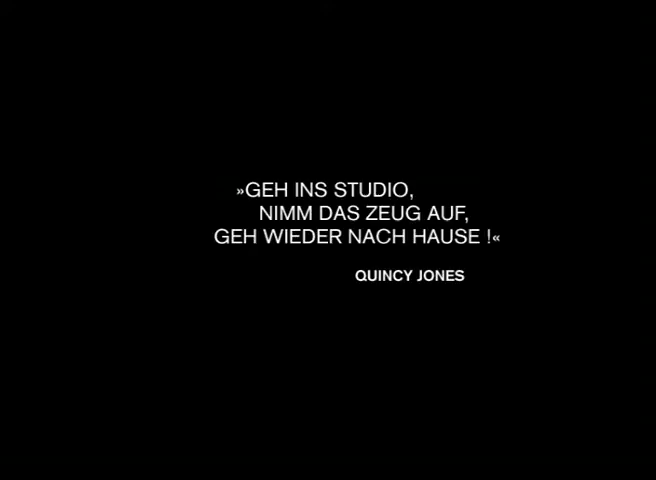 »GEH INS STUDIO,
NIMM DAS ZEUG AUF,
GEH WIEDER NACH HAUSE !«
QUINCY JONES